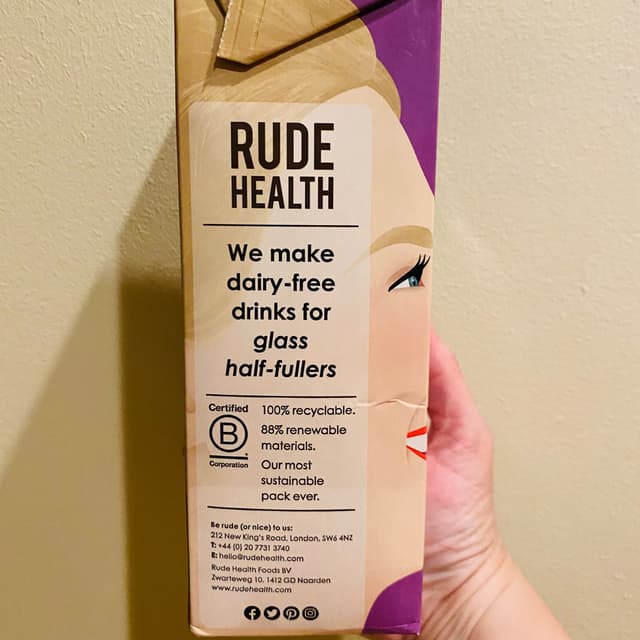 RUDE
HEALTH
We make
dairy-free
drinks for
glass
half-fullers
Certified
B
Corporation
100% recyclable.
88% renewable
materials.
Our most
sustainable
pack ever.
Be rude (or nice) to us:
212 New King's Road, London, SW6 4NZ
T: +44 (0) 20 7731 3740
E: hello@rudehealth.com
Rude Health Foods BV
Zwarteweg 10, 1412 GD Naarden
www.rudehealth.com